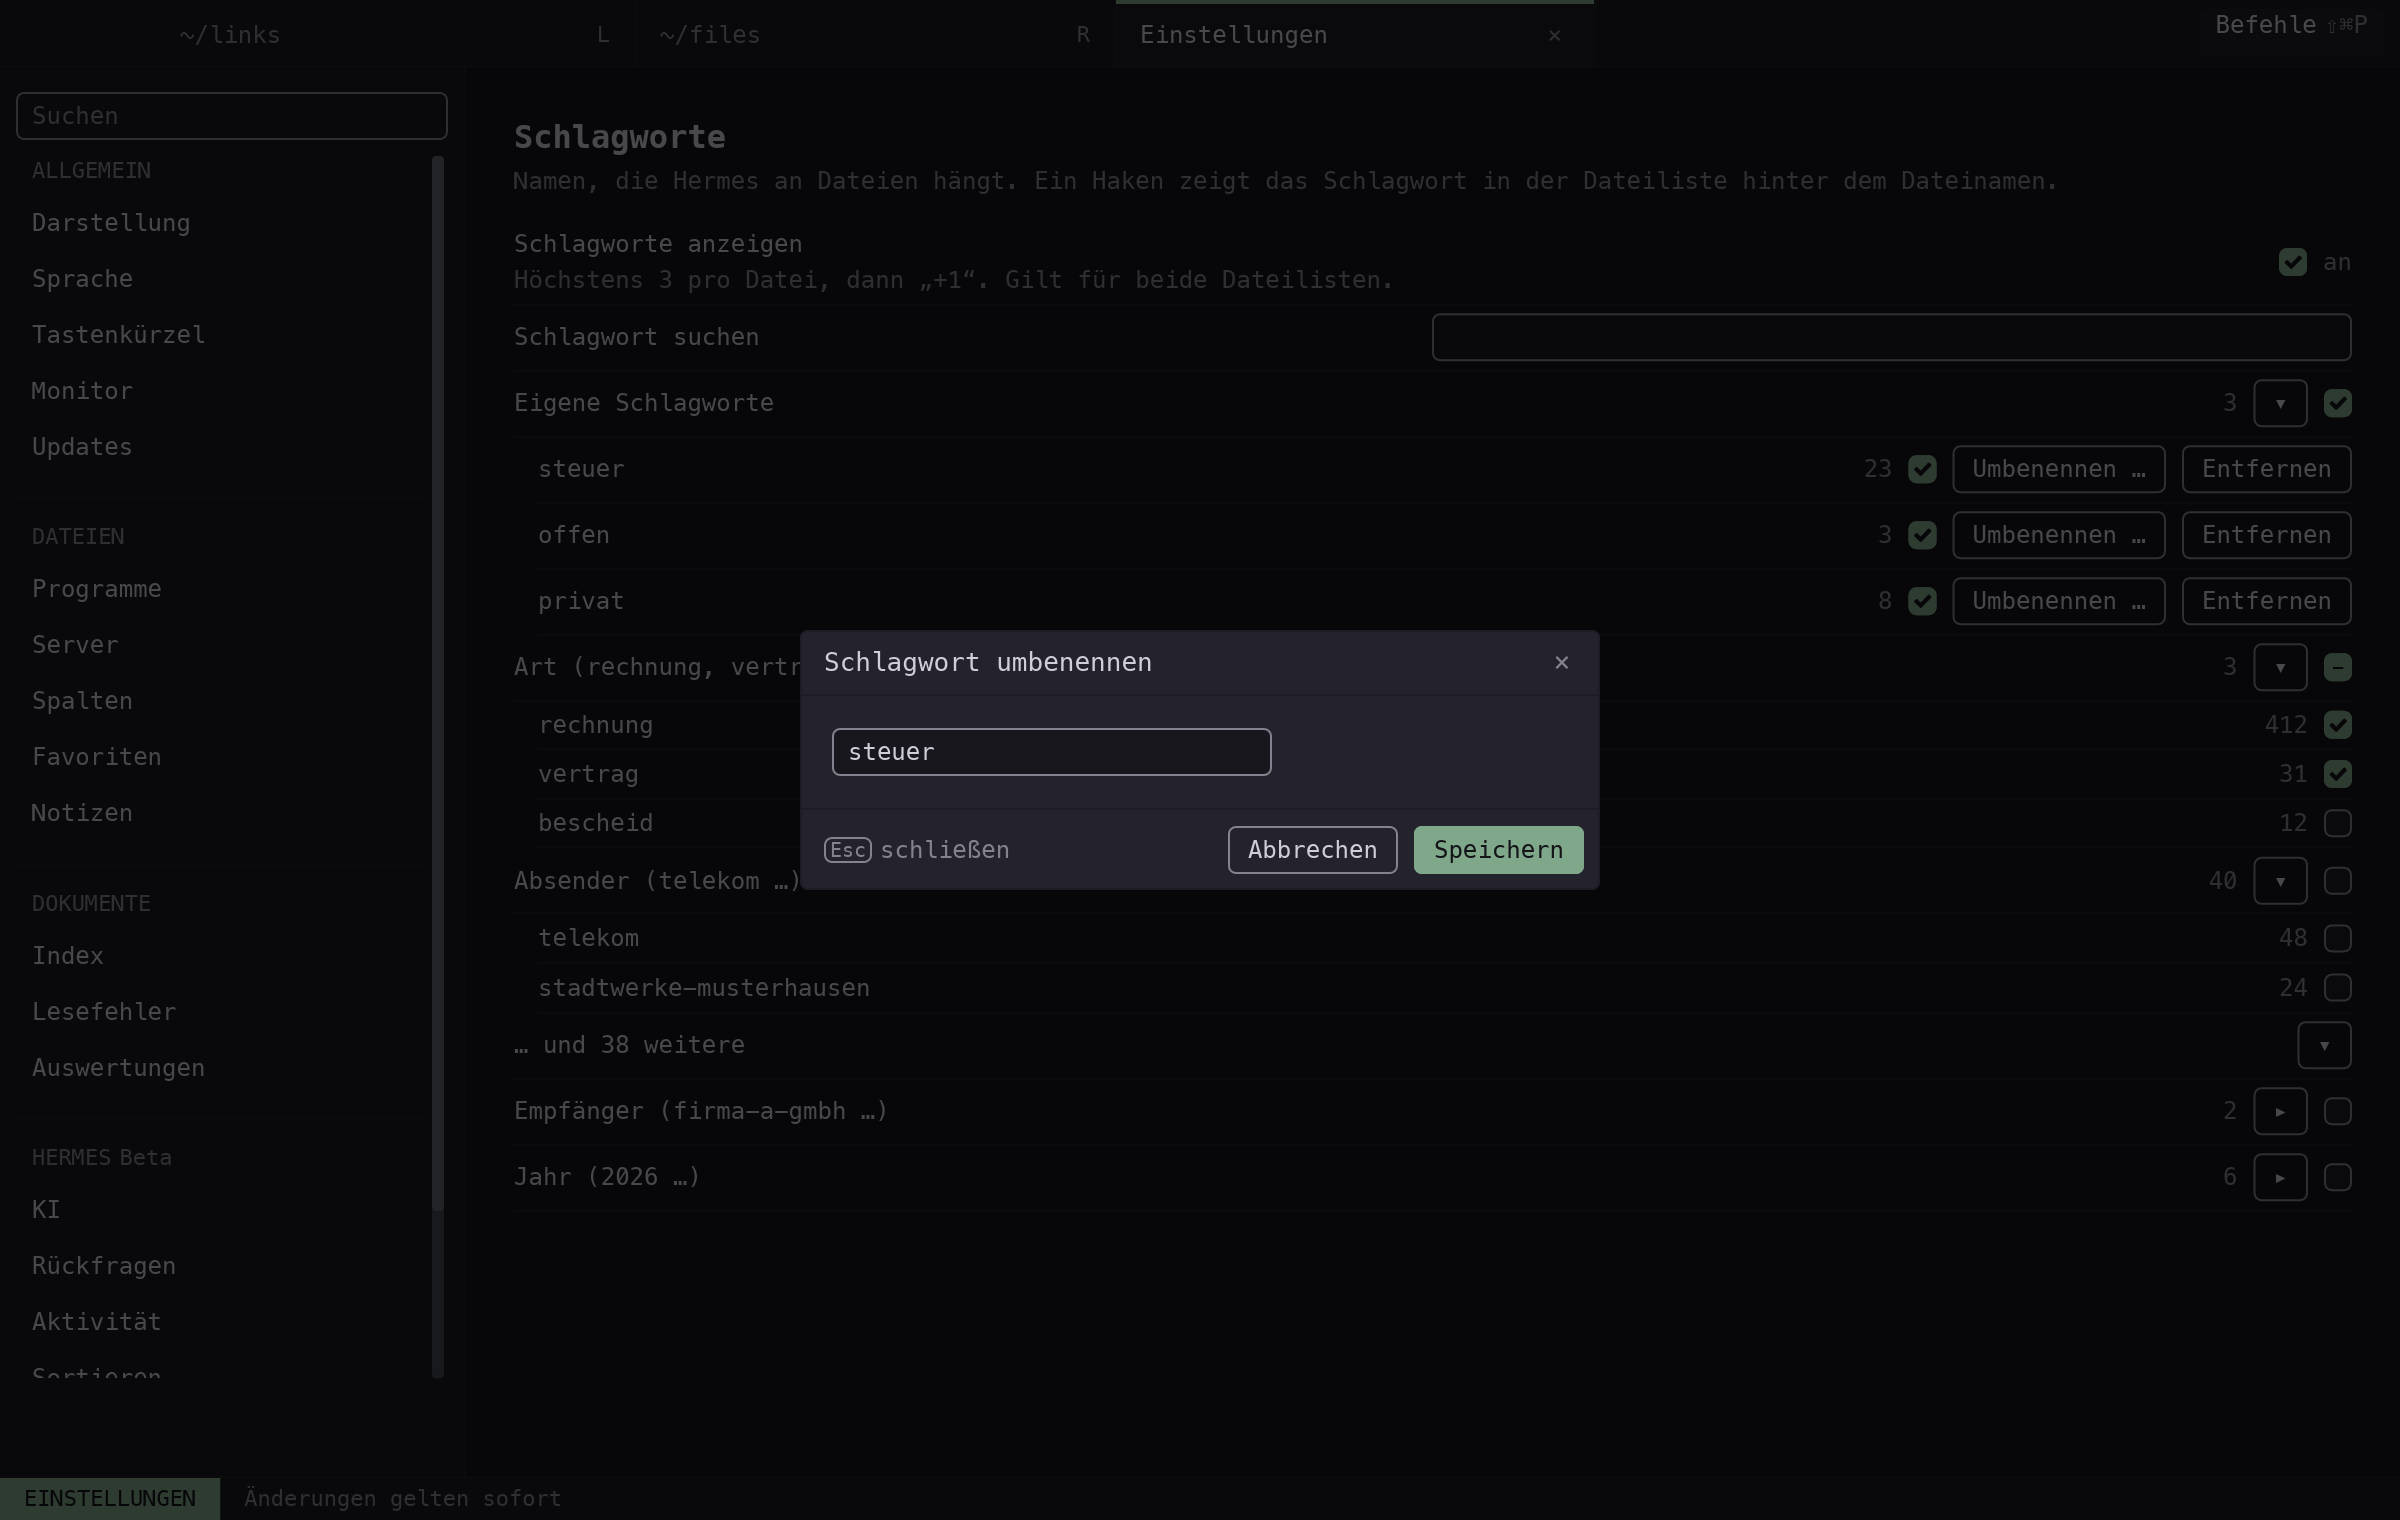 ~/links L ~/files R Einstellungen × Befehle ⇧⌘P
Suchen
ALLGEMEIN
Darstellung
Sprache
Tastenkürzel
Monitor
Updates
DATEIEN
Programme
Server
Spalten
Favoriten
Notizen
DOKUMENTE
Index
Lesefehler
Auswertungen
HERMES Beta
KI
Rückfragen
Aktivität
Sortieren
Schlagworte
Namen, die Hermes an Dateien hängt. Ein Haken zeigt das Schlagwort in der Dateiliste hinter dem Dateinamen.
Schlagworte anzeigen
Höchstens 3 pro Datei, dann „+1“. Gilt für beide Dateilisten.
an
Schlagwort suchen
Eigene Schlagworte 3 ▾
steuer 23 Umbenennen … Entfernen
offen 3 Umbenennen … Entfernen
privat 8 Umbenennen … Entfernen
Art (rechnung, vertr 3 ▾
rechnung 412
vertrag 31
bescheid 12
Absender (telekom …) 40 ▾
telekom 48
stadtwerke-musterhausen 24
… und 38 weitere ▾
Empfänger (firma-a-gmbh …) 2 ▸
Jahr (2026 …) 6 ▸
Schlagwort umbenennen ×
steuer
Esc schließen Abbrechen Speichern
EINSTELLUNGEN Änderungen gelten sofort